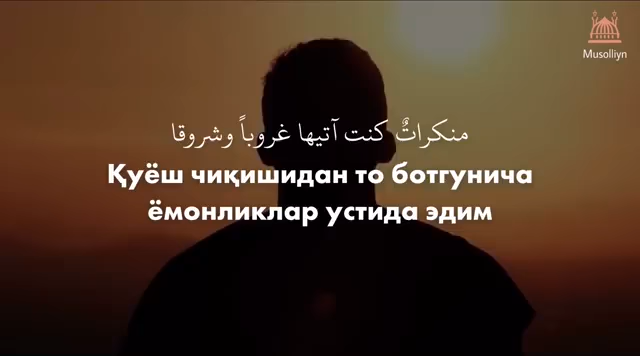 Musolliyn
منكراتٌ كنت آتيها غروباً وشروقا
Қуёш чиқишидан то ботгунича
ёмонликлар устида эдим